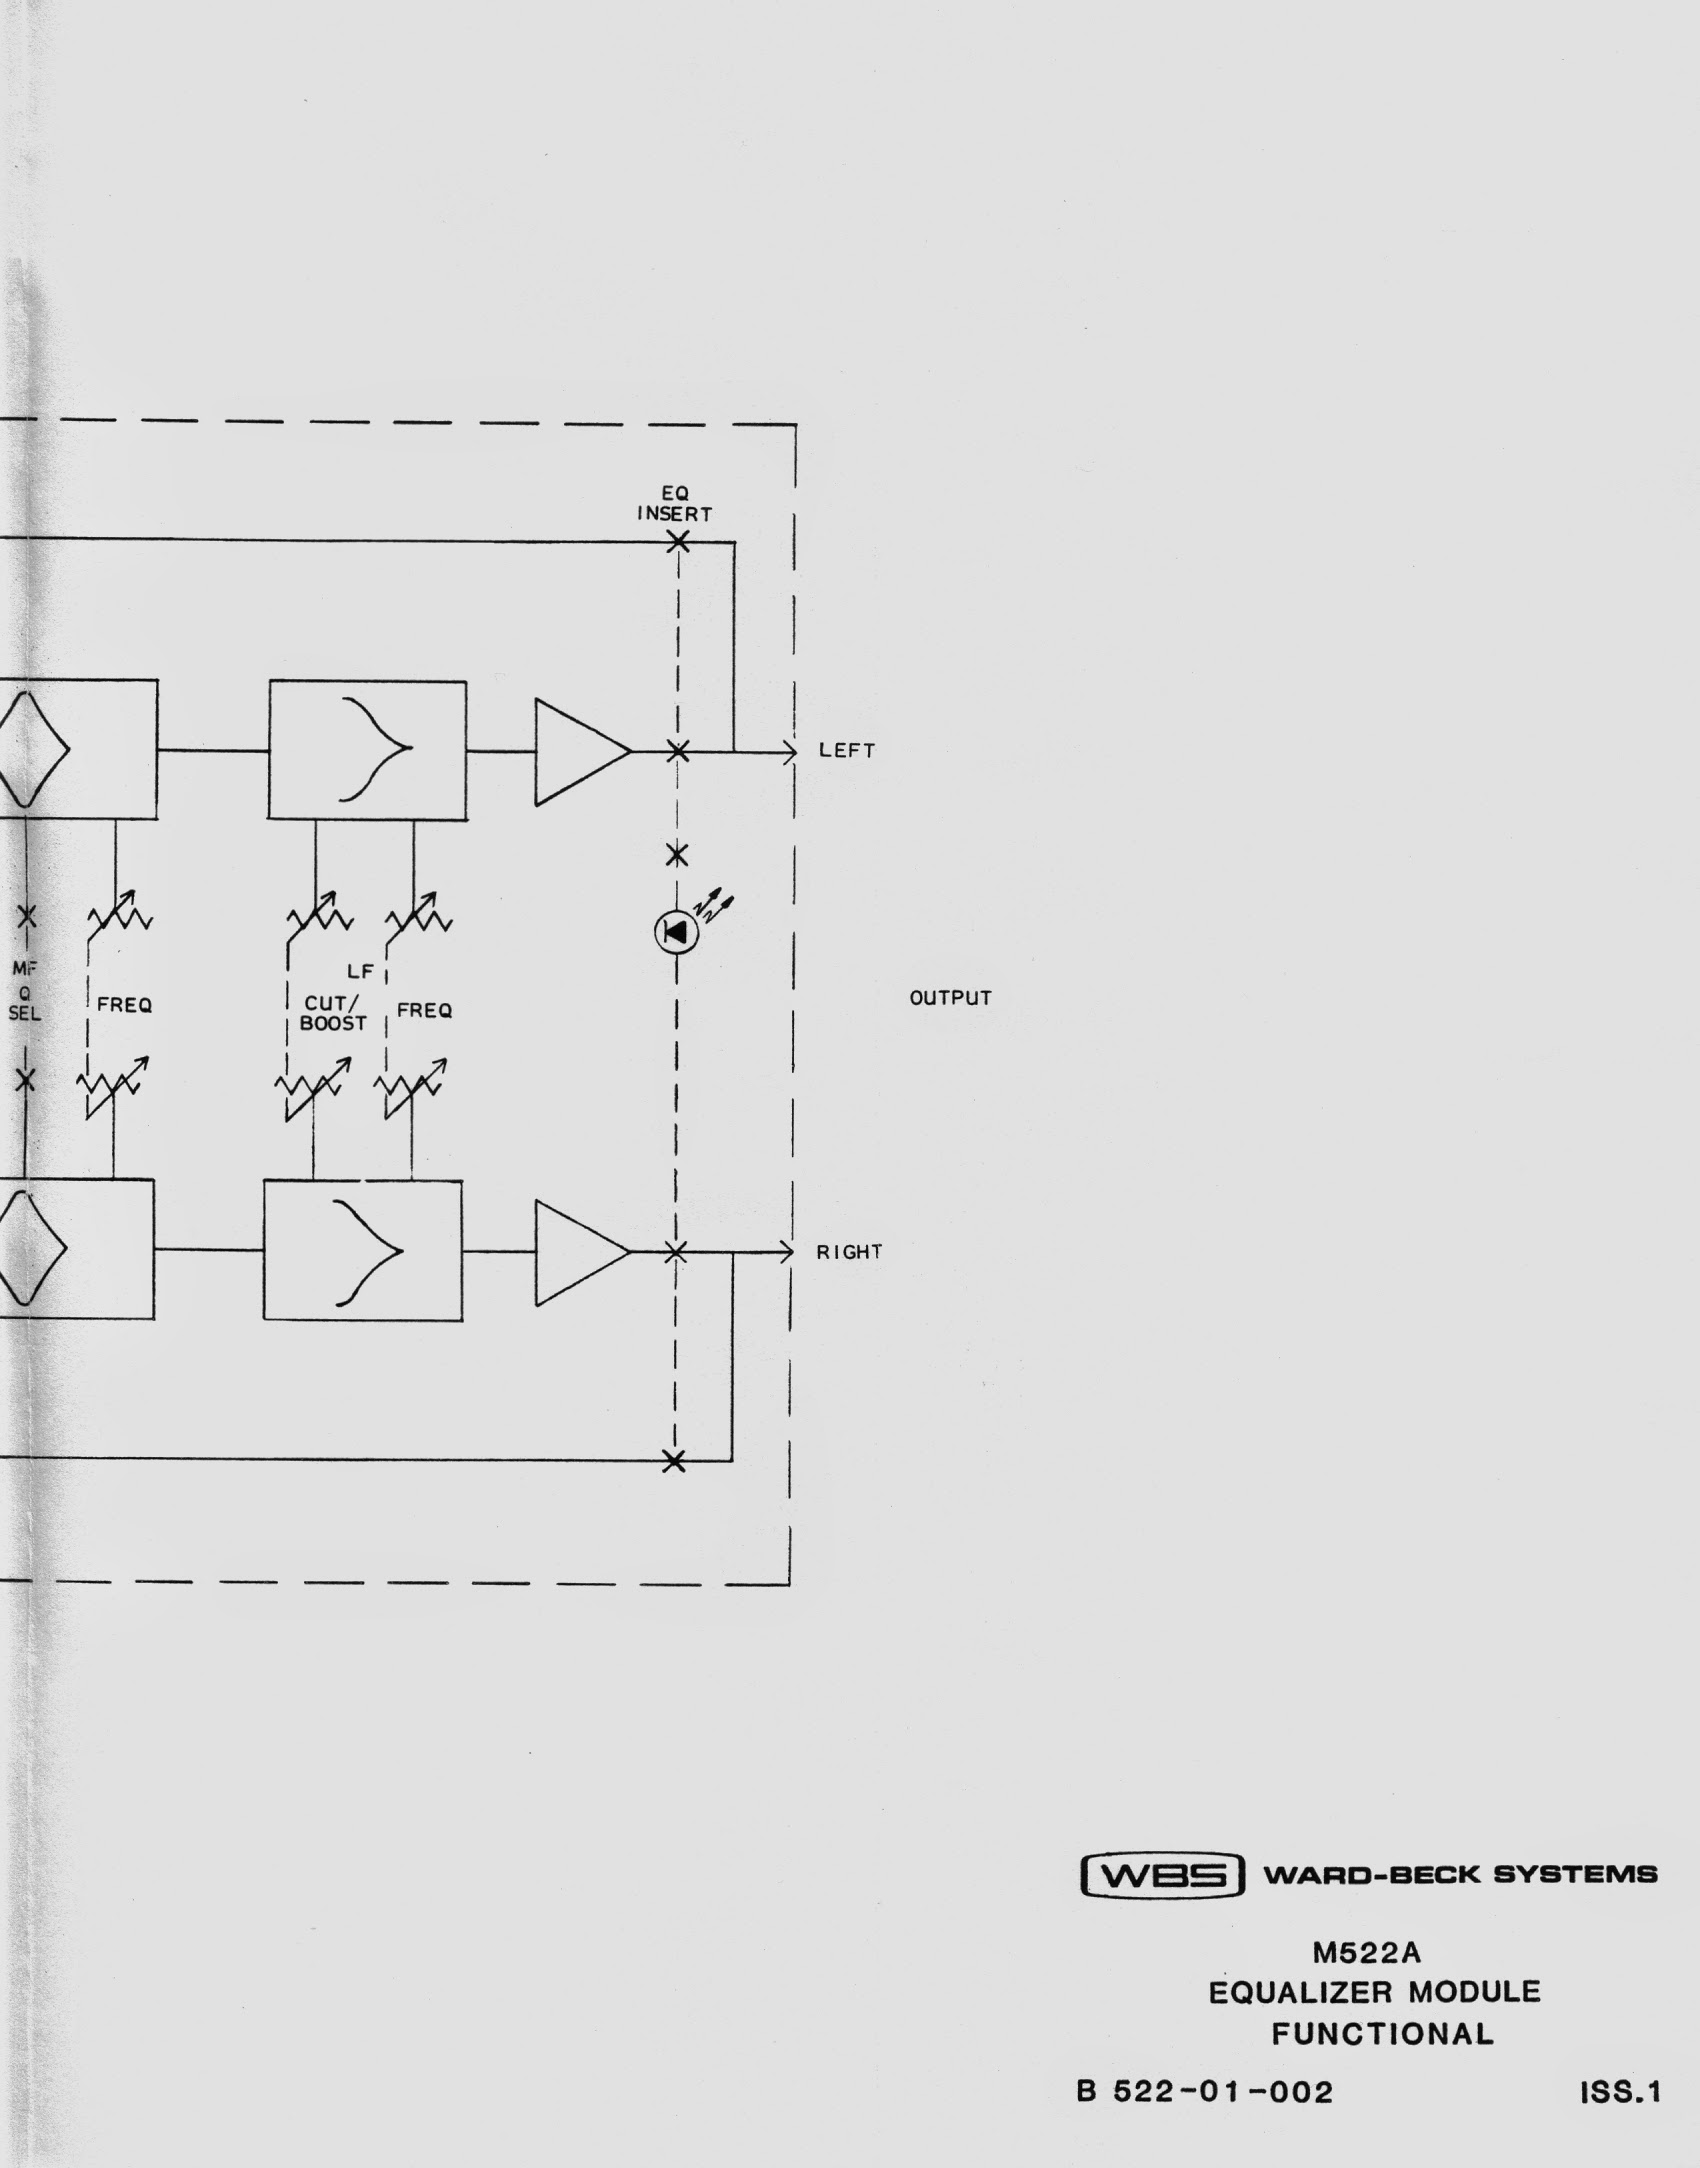 EQ
INSERT
LEFT
MF
Q
SEL
FREQ
LF
CUT/
BOOST
FREQ
OUTPUT
RIGHT
WBS WARD-BECK SYSTEMS
M522A
EQUALIZER MODULE
FUNCTIONAL
B 522-01-002 ISS.1